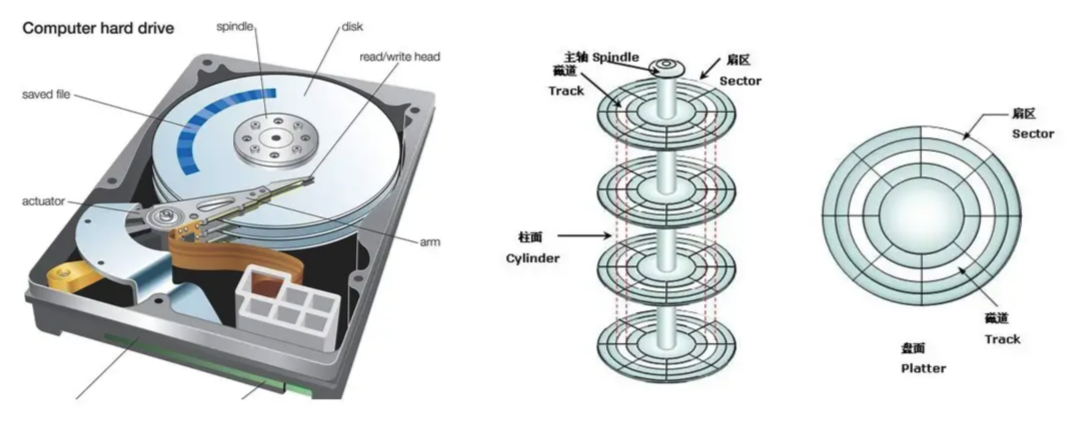 Computer hard drive
spindle
disk
read/write head
saved file
actuator
arm
主轴 Spindle
磁道
Track
扇区
Sector
柱面
Cylinder
扇区
Sector
磁道
Track
盘面
Platter